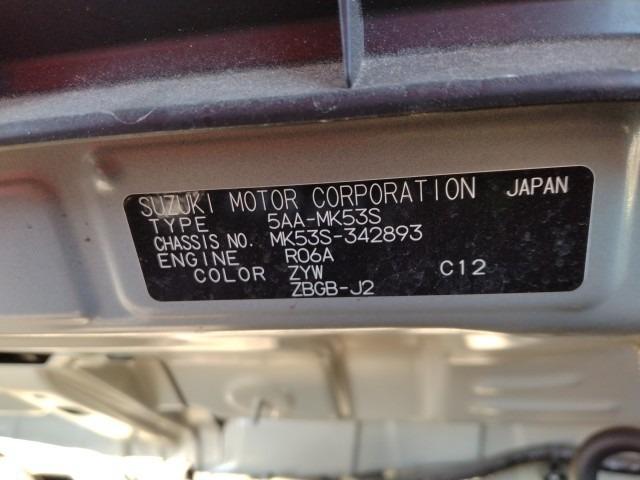 SUZUKI MOTOR CORPORATION JAPAN
TYPE 5AA-MK53S
CHASSIS NO. MK53S-342893
ENGINE R06A
COLOR ZYW C12
ZBGB-J2